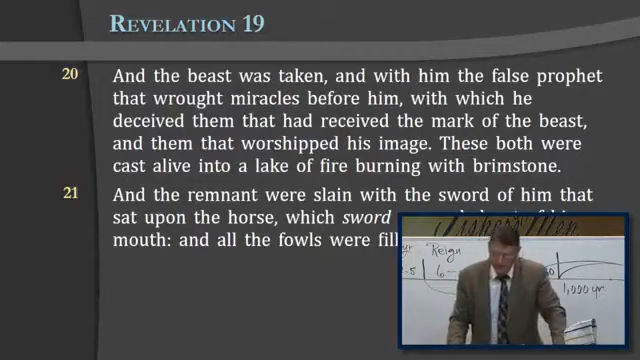 REVELATION 19
20 And the beast was taken, and with him the false prophet
that wrought miracles before him, with which he
deceived them that had received the mark of the beast,
and them that worshipped his image. These both were
cast alive into a lake of fire burning with brimstone.
21 And the remnant were slain with the sword of him that
sat upon the horse, which sword
mouth: and all the fowls were
Fishers Men
Reign
6
1,000 yr